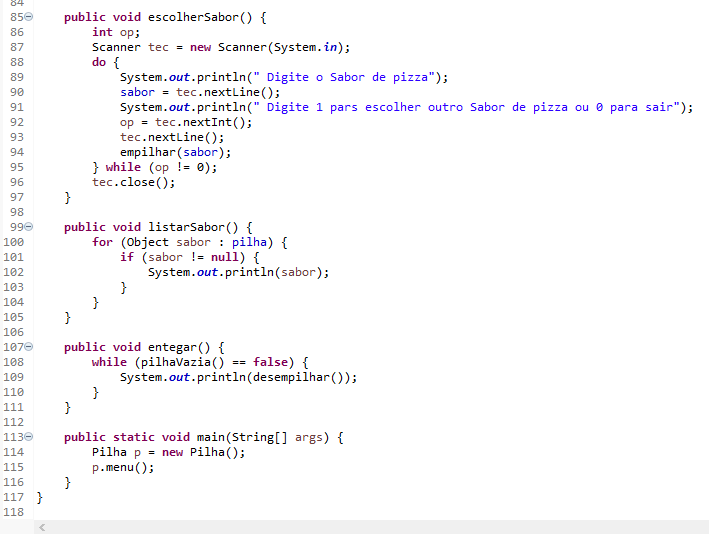 84
85 public void escolherSabor() {
86 int op;
87 Scanner tec = new Scanner(System.in);
88 do {
89 System.out.println(" Digite o Sabor de pizza");
90 sabor = tec.nextLine();
91 System.out.println(" Digite 1 pars escolher outro Sabor de pizza ou 0 para sair");
92 op = tec.nextInt();
93 tec.nextLine();
94 empilhar(sabor);
95 } while (op != 0);
96 tec.close();
97 }
98
99 public void listarSabor() {
100 for (Object sabor : pilha) {
101 if (sabor != null) {
102 System.out.println(sabor);
103 }
104 }
105 }
106
107 public void entegar() {
108 while (pilhaVazia() == false) {
109 System.out.println(desempilhar());
110 }
111 }
112
113 public static void main(String[] args) {
114 Pilha p = new Pilha();
115 p.menu();
116 }
117 }
118